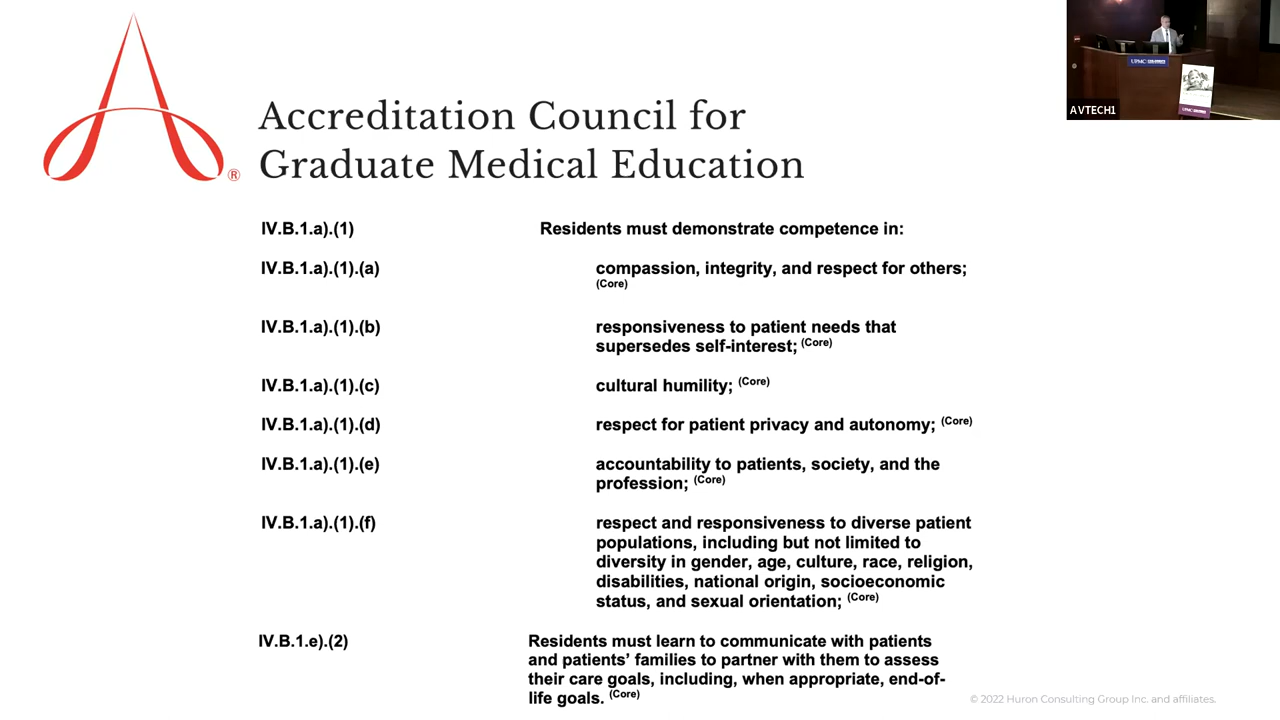 Accreditation Council for
Graduate Medical Education
®
IV.B.1.a).(1) Residents must demonstrate competence in:
IV.B.1.a).(1).(a) compassion, integrity, and respect for others;
(Core)
IV.B.1.a).(1).(b) responsiveness to patient needs that
supersedes self-interest; (Core)
IV.B.1.a).(1).(c) cultural humility; (Core)
IV.B.1.a).(1).(d) respect for patient privacy and autonomy; (Core)
IV.B.1.a).(1).(e) accountability to patients, society, and the
profession; (Core)
IV.B.1.a).(1).(f) respect and responsiveness to diverse patient
populations, including but not limited to
diversity in gender, age, culture, race, religion,
disabilities, national origin, socioeconomic
status, and sexual orientation; (Core)
IV.B.1.e).(2) Residents must learn to communicate with patients
and patients’ families to partner with them to assess
their care goals, including, when appropriate, end-of-
life goals. (Core)
© 2022 Huron Consulting Group Inc. and affiliates.
UPMC
AVTECH1
UPMC